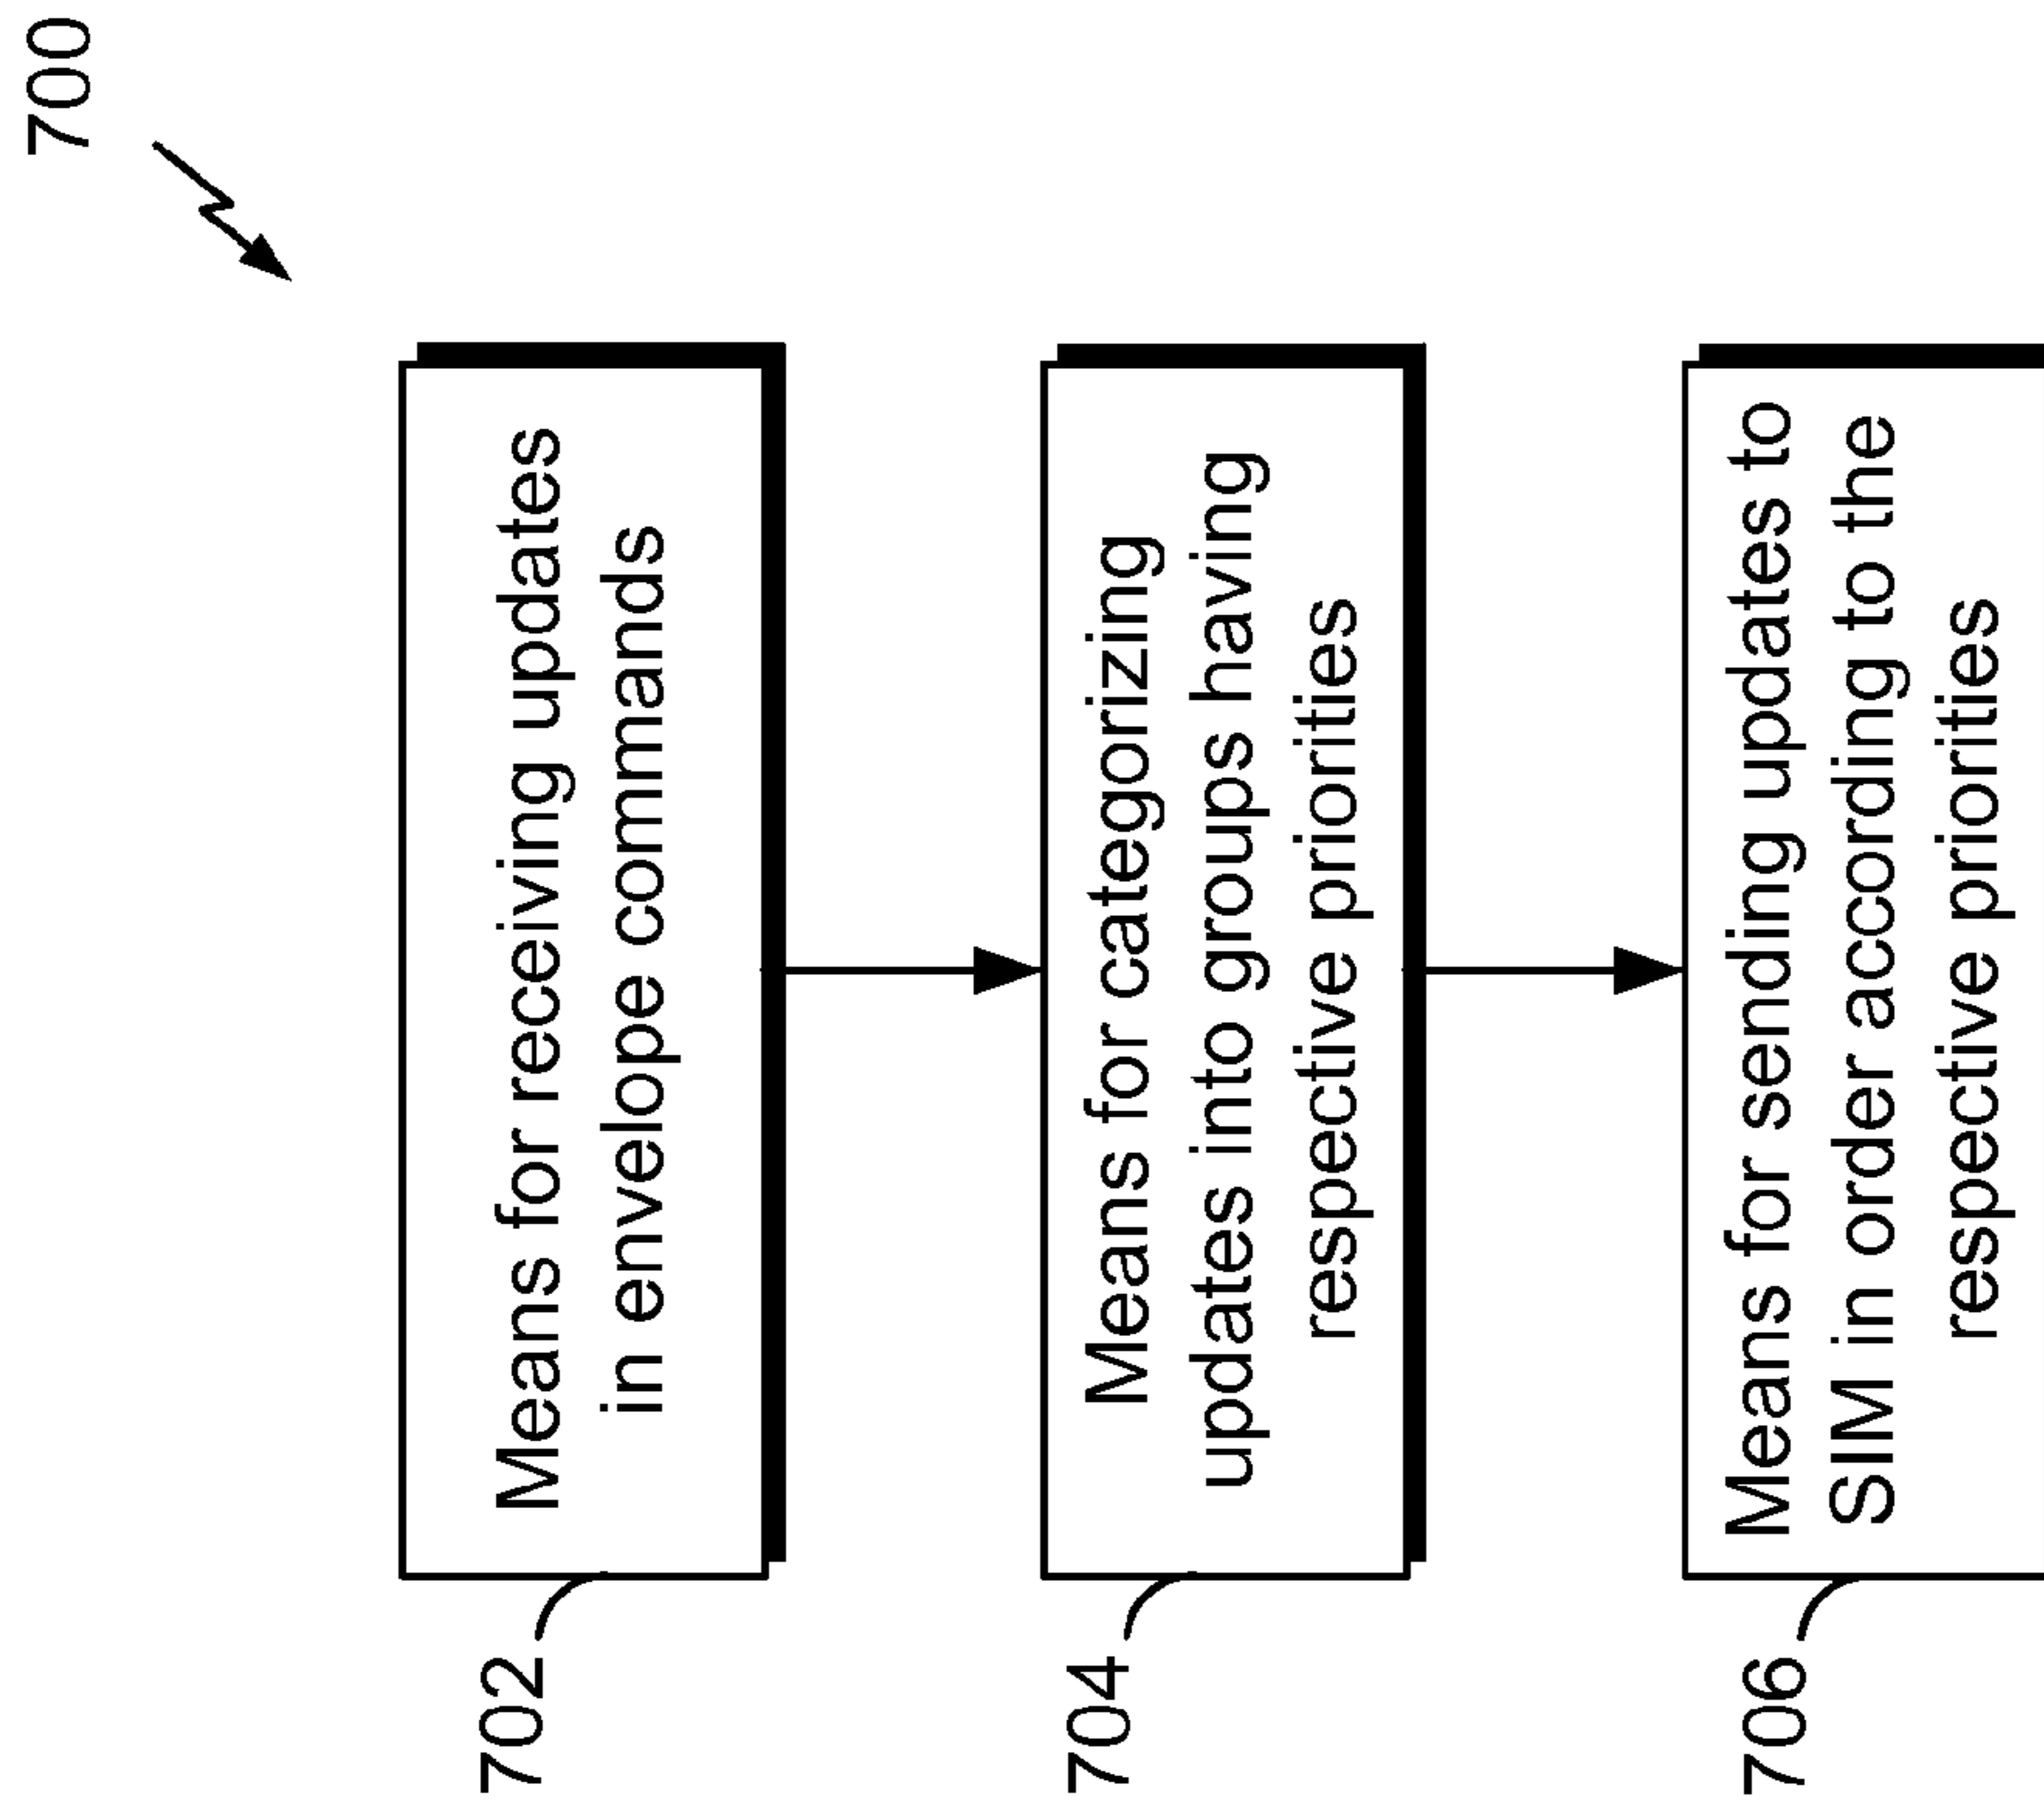 700
702
Means for receiving updates
in envelope commands
704
Means for categorizing
updates into groups having
respective priorities
706
Means for sending updates to
SIM in order according to the
respective priorities